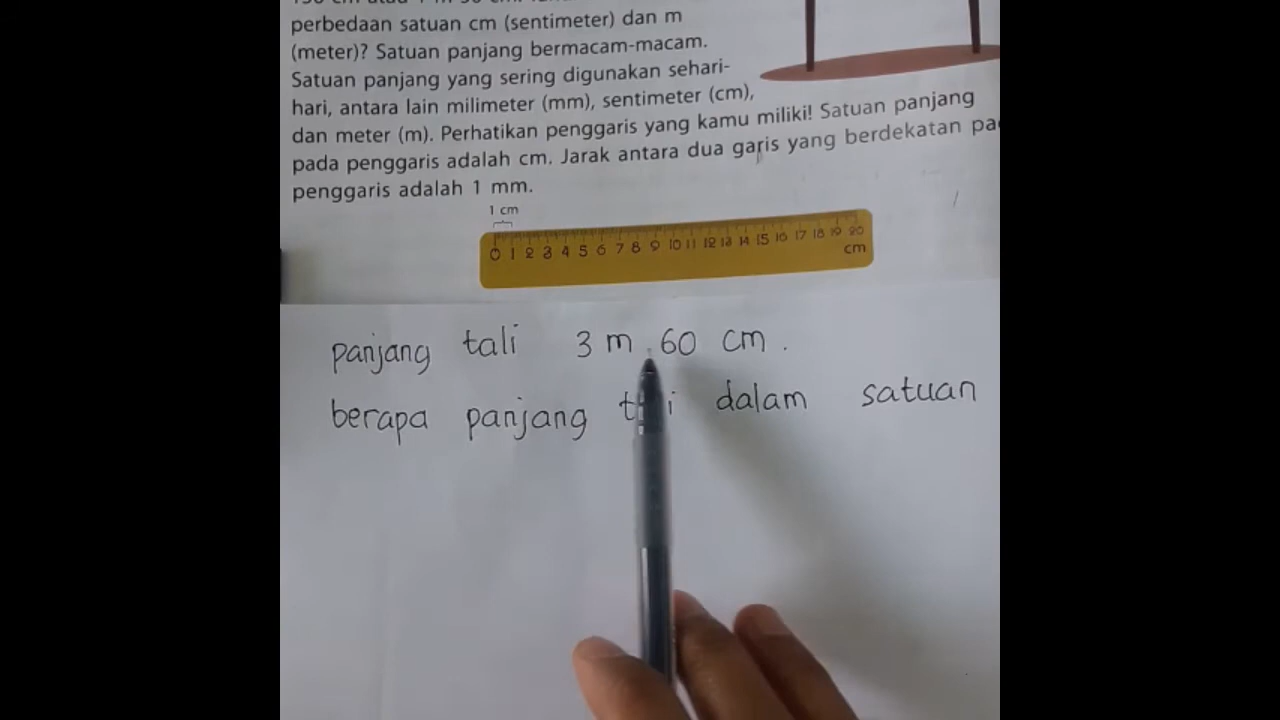 perbedaan satuan cm (sentimeter) dan m
(meter)? Satuan panjang bermacam-macam.
Satuan panjang yang sering digunakan sehari-
hari, antara lain milimeter (mm), sentimeter (cm),
dan meter (m). Perhatikan penggaris yang kamu miliki! Satuan panjang
pada penggaris adalah cm. Jarak antara dua garis yang berdekatan
penggaris adalah 1 mm.
1 cm
0 1 2 3 4 5 6 7 8 9 10 11 12 13 14 15 16 17 18 19 20
cm
panjang tali 3 m 60 cm.
berapa panjang dalam satuan